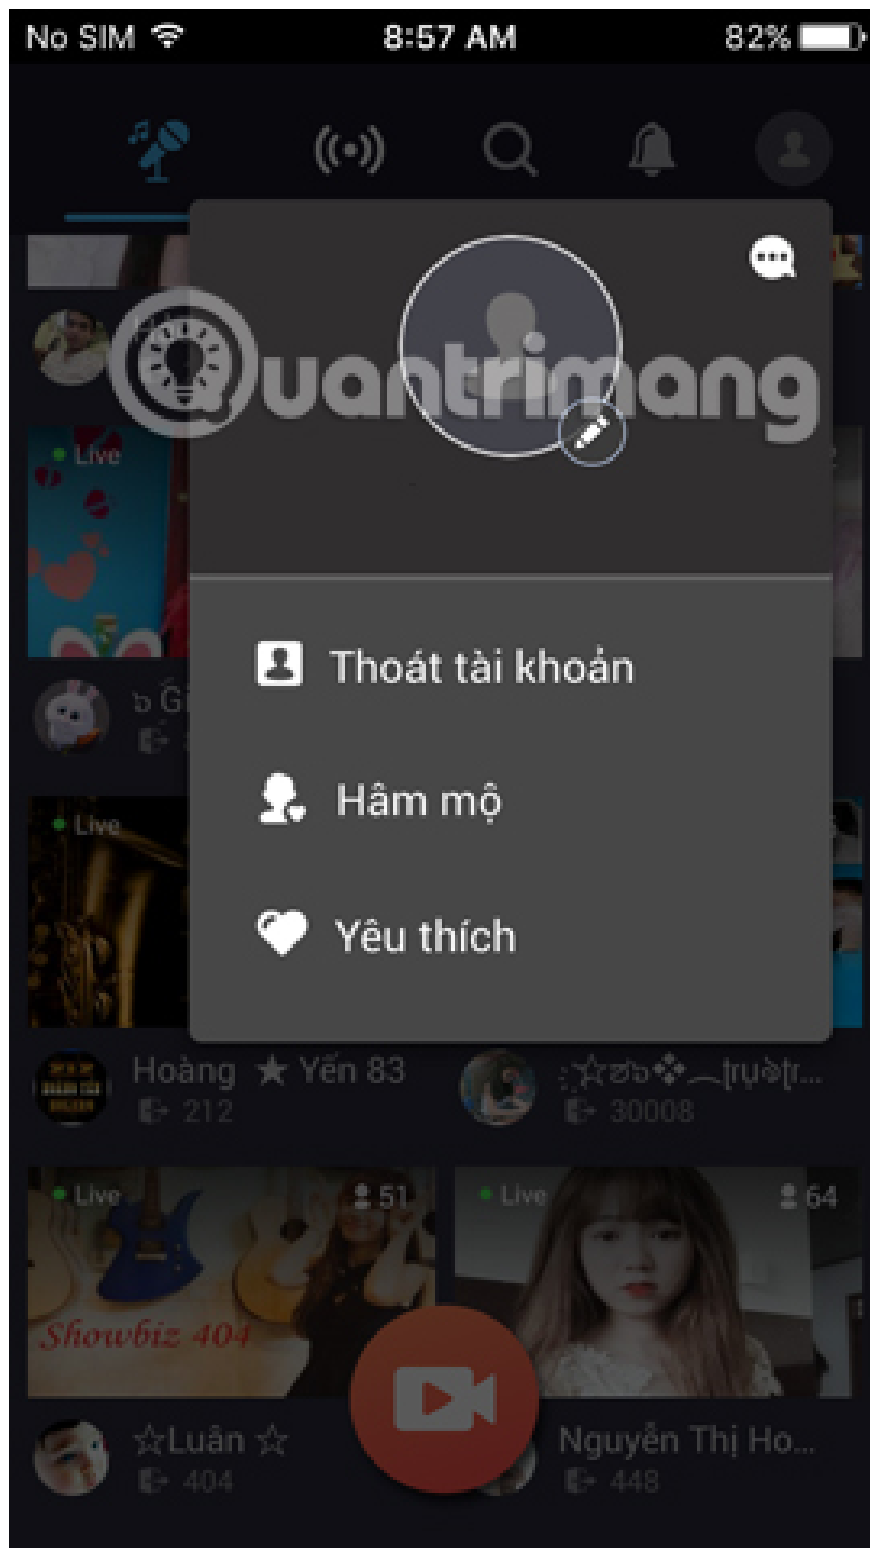 No SIM 8:57 AM 82%
Quantrimang
Live
Thoát tài khoản
Hâm mộ
Live
Yêu thích
Hoàng ★ Yến 83
212
30008
Live 51
Live 64
Showbiz 404
☆Luân ☆
Nguyễn Thị Ho...
404
448